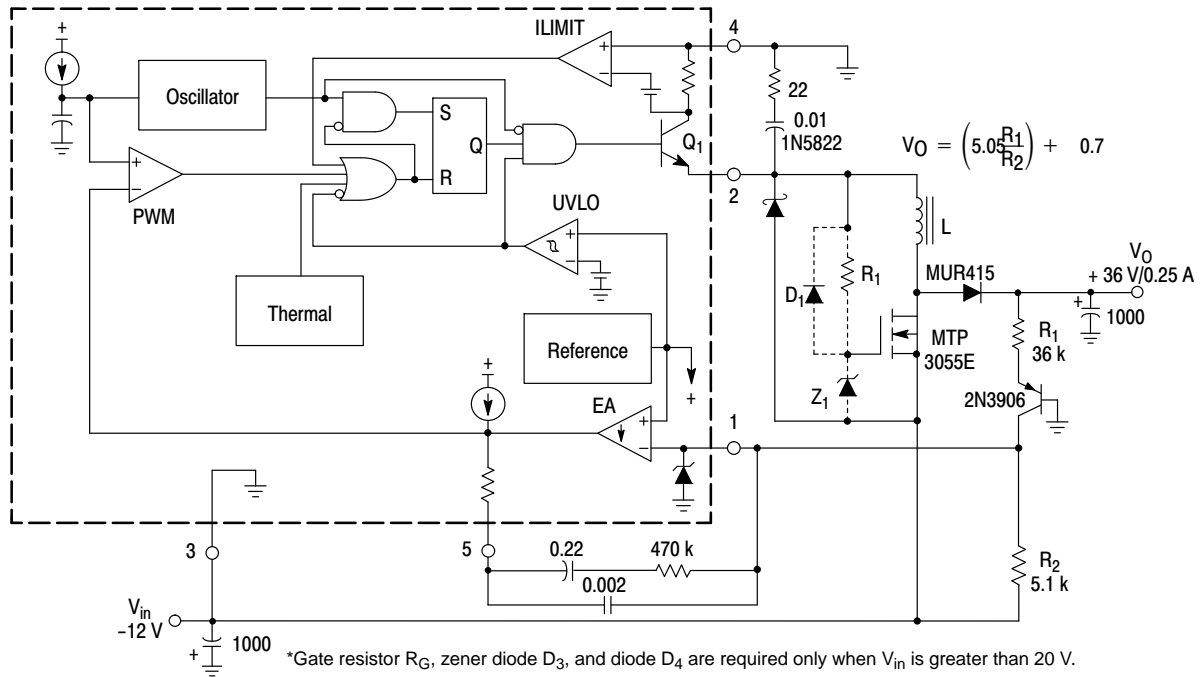 ILIMIT
4
+
+
−
Oscillator
22
0.01
1N5822
S
Q
R
Q1
VO = (5.05 R1/R2) + 0.7
+
−
PWM
2
UVLO
+
−
L
Thermal
D1
R1
MUR415
VO
+ 36 V/0.25 A
+
1000
Reference
MTP
3055E
R1
36 k
Z1
2N3906
+
+
EA
+
−
1
3
5
0.22
470 k
0.002
R2
5.1 k
Vin
−12 V
+
1000
*Gate resistor RG, zener diode D3, and diode D4 are required only when Vin is greater than 20 V.